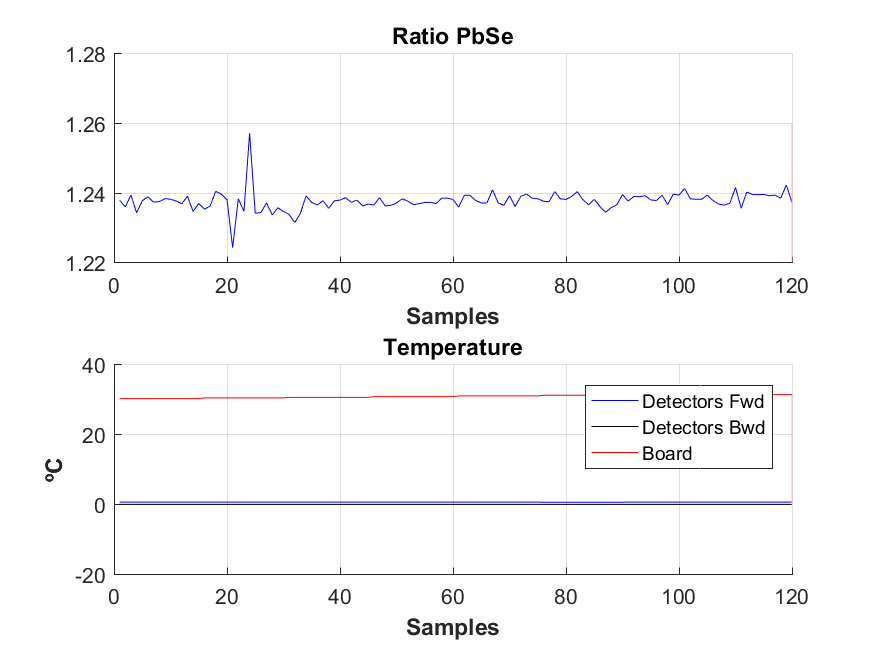 Ratio PbSe
1.28
1.26
1.24
1.22
0 20 40 60 80 100 120
Samples
Temperature
40
20
0
-20
ºC
Detectors Fwd
Detectors Bwd
Board
0 20 40 60 80 100 120
Samples